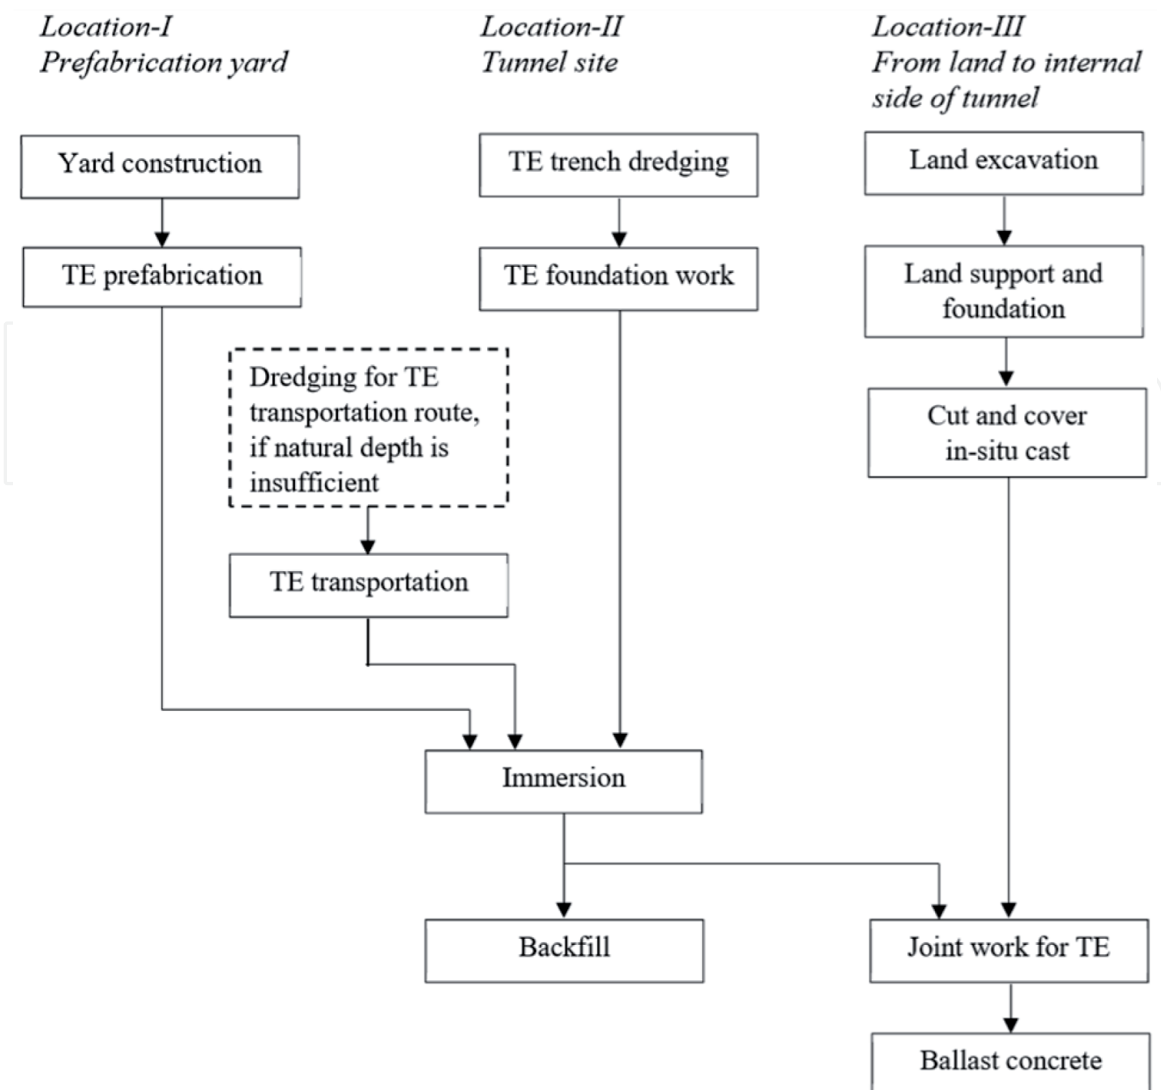 Location-I
Prefabrication yard
Location-II
Tunnel site
Location-III
From land to internal
side of tunnel
Yard construction
TE trench dredging
Land excavation
TE prefabrication
TE foundation work
Land support and
foundation
Dredging for TE
transportation route,
if natural depth is
insufficient
Cut and cover
in-situ cast
TE transportation
Immersion
Backfill
Joint work for TE
Ballast concrete